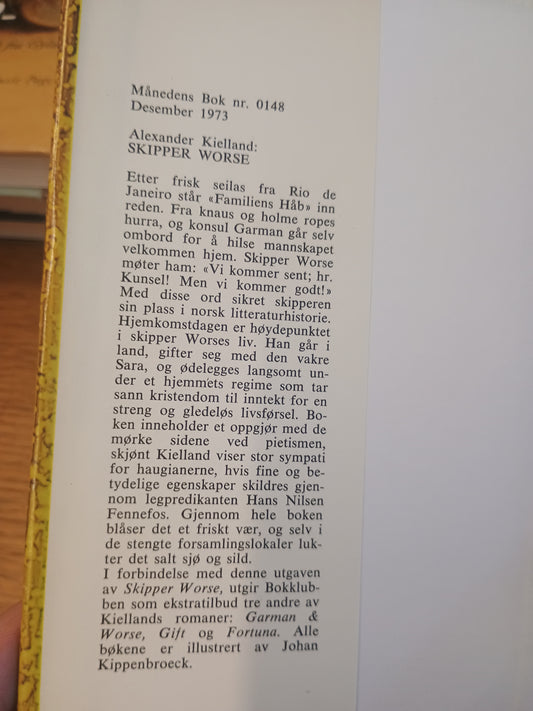 Månedens Bok nr. 0148
Desember 1973
Alexander Kielland:
SKIPPER WORSE
Etter frisk seilas fra Rio de
Janeiro står «Familiens Håb» inn
reden. Fra knaus og holme ropes
hurra, og konsul Garman går selv
ombord for å hilse mannskapet
velkommen hjem. Skipper Worse
møter ham: «Vi kommer sent; hr.
Kunsel! Men vi kommer godt!»
Med disse ord sikret skipperen
sin plass i norsk litteraturhistorie.
Hjemkomstdagen er høydepunktet
i skipper Worses liv. Han går i
land, gifter seg med den vakre
Sara, og ødelegges langsomt un-
der et hjemmets regime som tar
sann kristendom til inntekt for en
streng og gledeløs livsførsel. Bo-
ken inneholder et oppgjør med de
mørke sidene ved pietismen,
skjønt Kielland viser stor sympati
for haugianerne, hvis fine og be-
tydelige egenskaper skildres gjen-
nom legpredikanten Hans Nilsen
Fennefos. Gjennom hele boken
blåser det et friskt vær, og selv i
de stengte forsamlingslokaler luk-
ter det salt sjø og sild.
I forbindelse med denne utgaven
av Skipper Worse, utgir Bokklub-
ben som ekstratilbud tre andre av
Kiellands romaner: Garman &
Worse, Gift og Fortuna. Alle
bøkene er illustrert av Johan
Kippenbroeck.